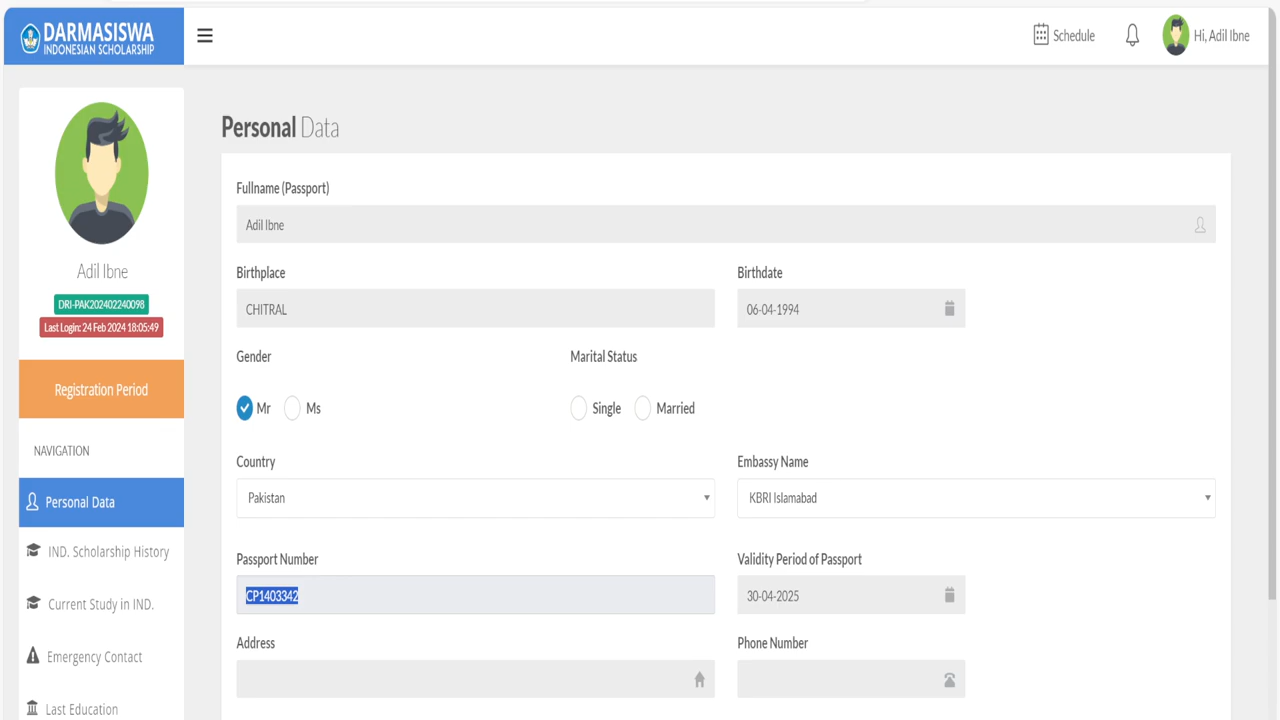 DARMASISWA
INDONESIAN SCHOLARSHIP
Schedule
Hi, Adil Ibne
Adil Ibne
DRI-PAK202402240098
Last Login: 24 Feb 2024 18:05:49
Registration Period
NAVIGATION
Personal Data
IND. Scholarship History
Current Study in IND.
Emergency Contact
Last Education
Personal Data
Fullname (Passport)
Adil Ibne
Birthplace Birthdate
CHITRAL 06-04-1994
Gender Marital Status
Mr Ms Single Married
Country Embassy Name
Pakistan KBRI Islamabad
Passport Number Validity Period of Passport
CP1403342 30-04-2025
Address Phone Number